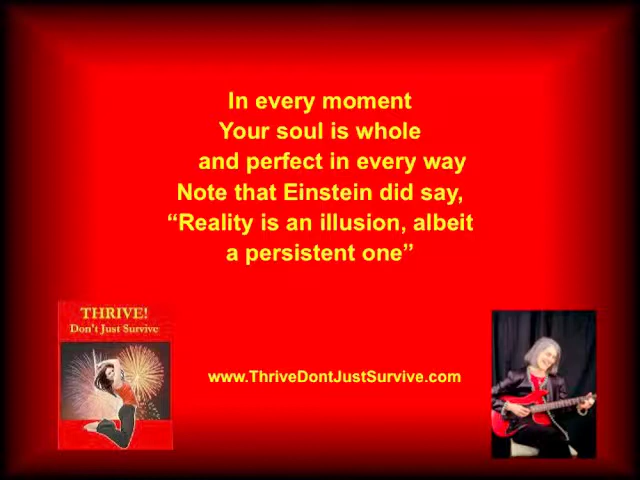 In every moment
Your soul is whole
and perfect in every way
Note that Einstein did say,
“Reality is an illusion, albeit
a persistent one”
THRIVE!
Don't Just Survive
www.ThriveDontJustSurvive.com